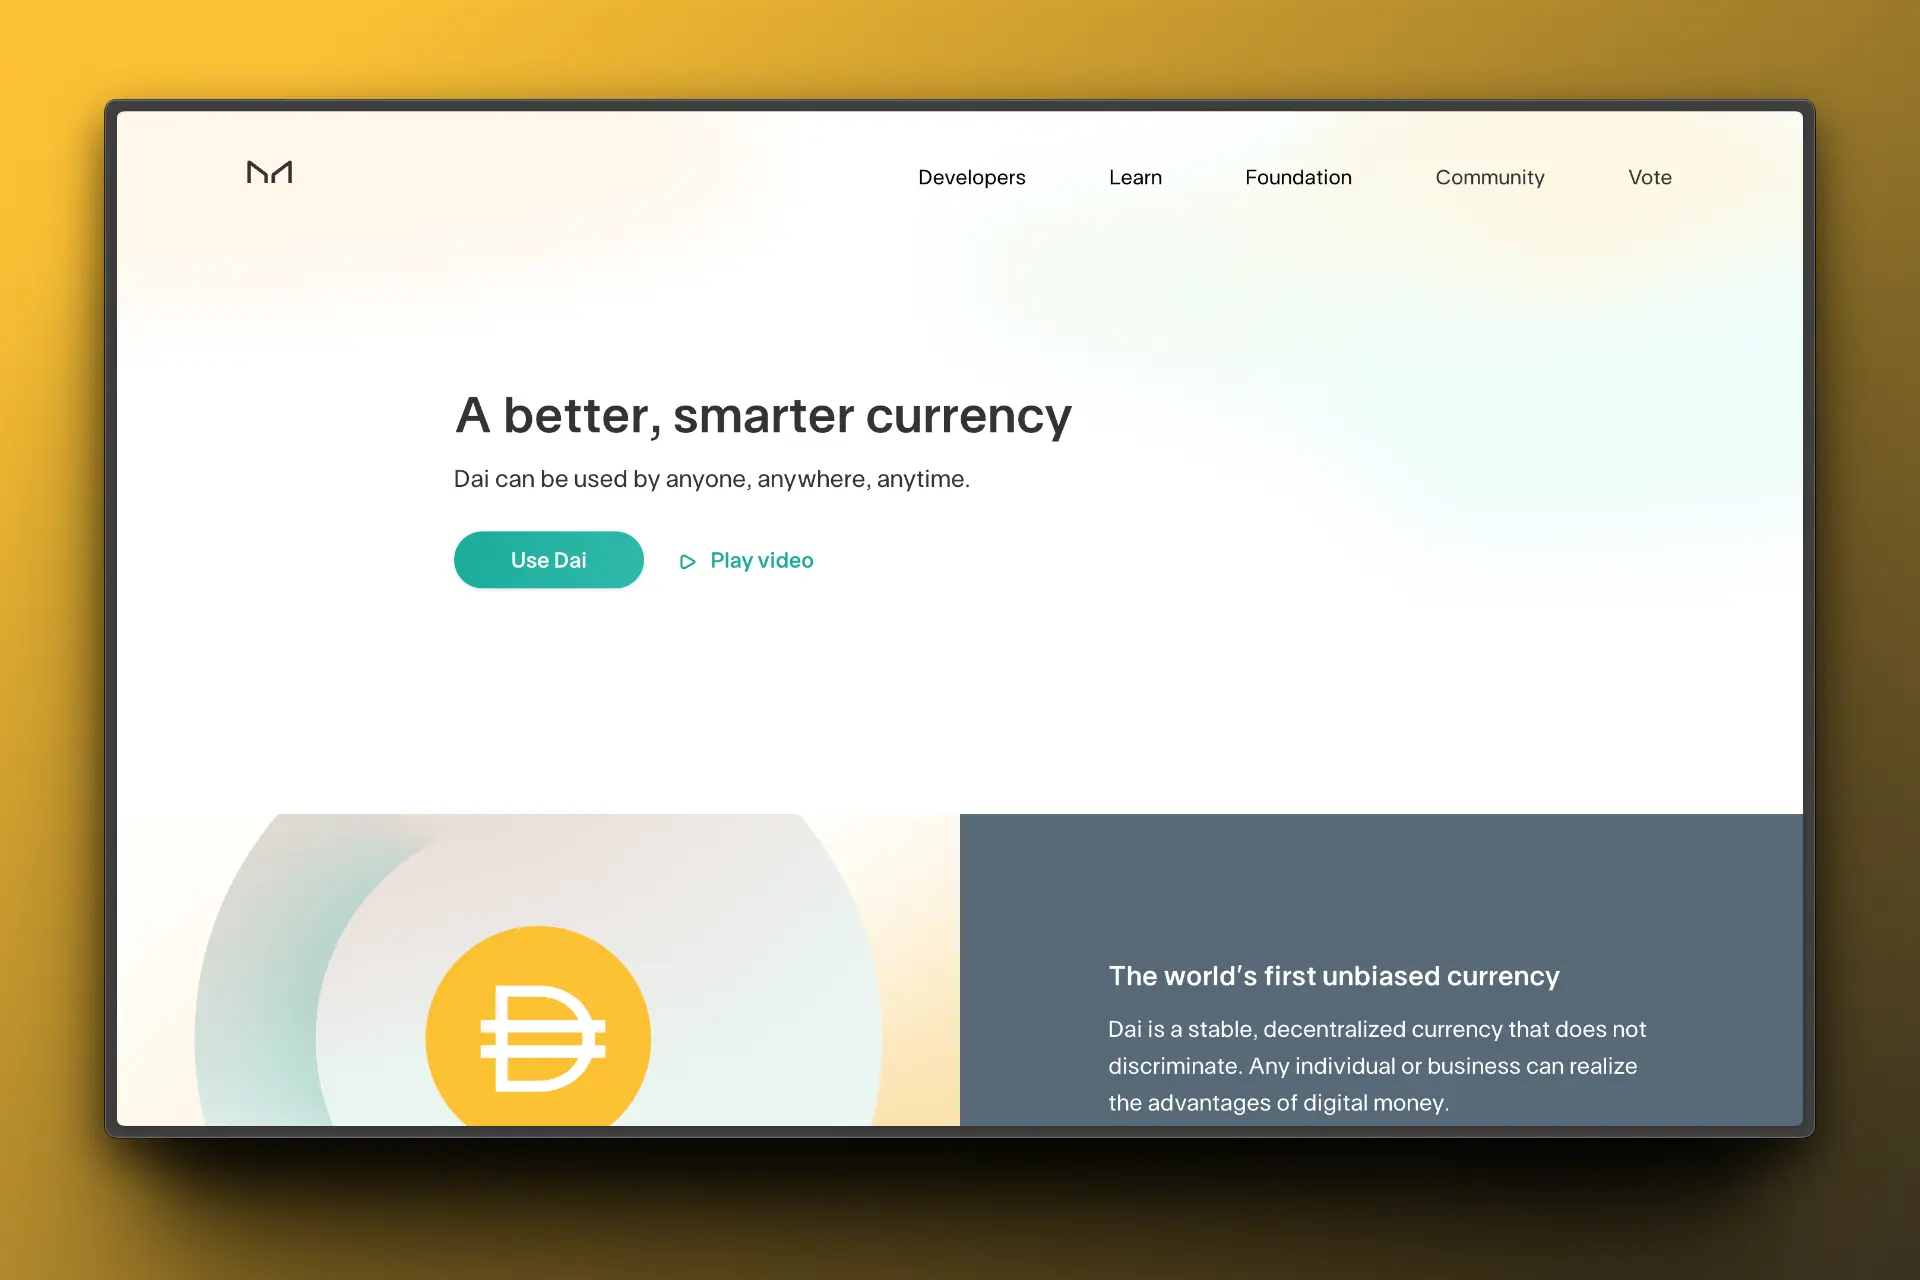 Developers Learn Foundation Community Vote
A better, smarter currency
Dai can be used by anyone, anywhere, anytime.
Use Dai Play video
The world's first unbiased currency
Dai is a stable, decentralized currency that does not
discriminate. Any individual or business can realize
the advantages of digital money.